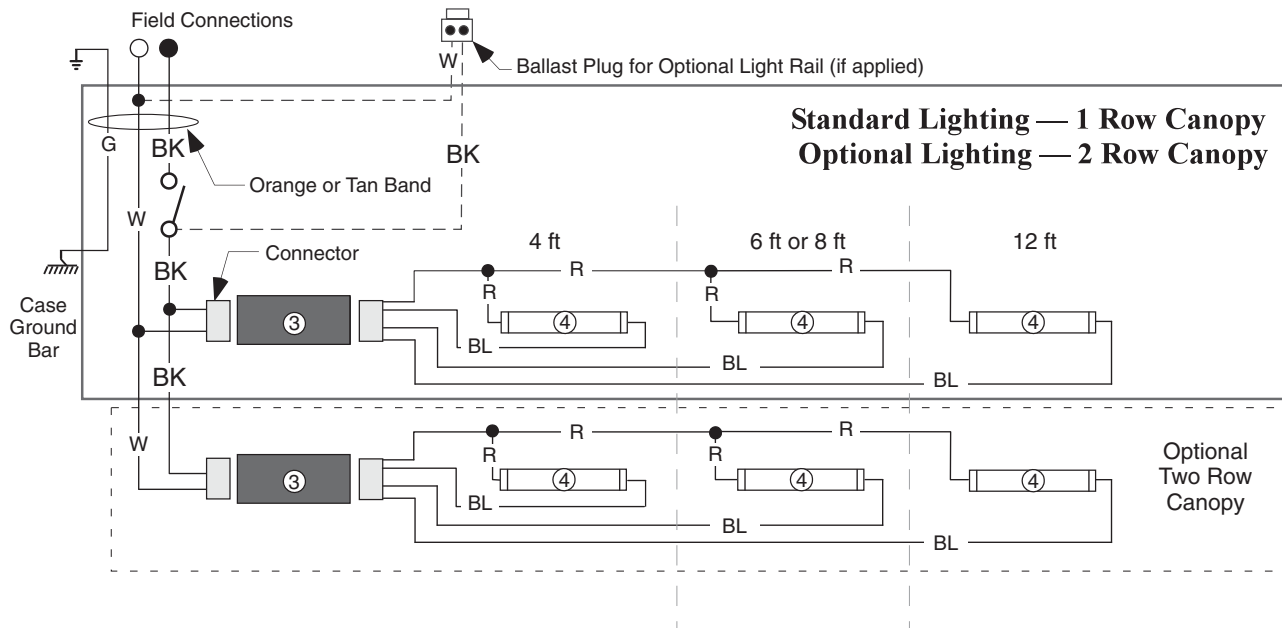 Field Connections
W
Ballast Plug for Optional Light Rail (if applied)
Standard Lighting — 1 Row Canopy
Optional Lighting — 2 Row Canopy
G
BK
BK
Orange or Tan Band
W
4 ft
6 ft or 8 ft
12 ft
Connector
BK
R
R
R
R
Case
Ground
Bar
3
4
4
4
BL
BL
BL
BK
W
R
R
R
R
Optional
Two Row
Canopy
3
4
4
4
BL
BL
BL